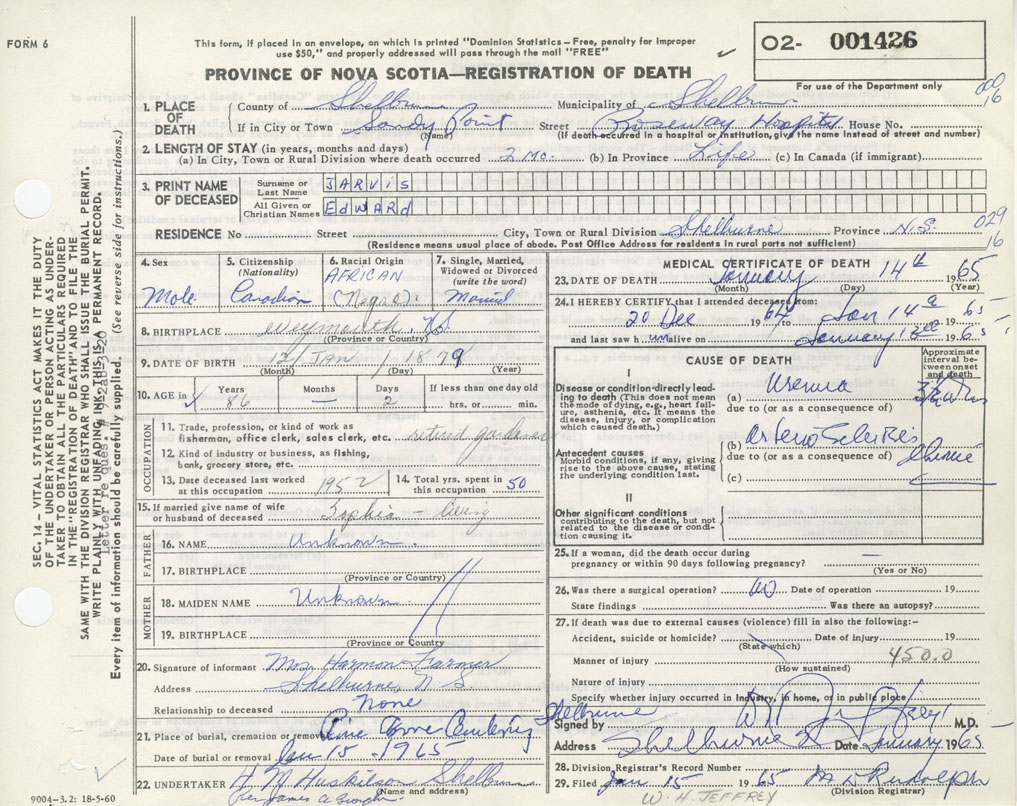 FORM 6
This form, if placed in an envelope, on which is printed "Dominion Statistics – Free, penalty for improper
use $50," and properly addressed will pass through the mail "FREE"
O2- 001426
For use of the Department only
PROVINCE OF NOVA SCOTIA—REGISTRATION OF DEATH
1. PLACE OF DEATH
County of Shelburne Municipality of Shelburne
If in City or Town Sandy Point Street Roseway Hospital House No.
(Name) (If death occurred in a hospital or institution, give its name instead of street and number)
00
16
2. LENGTH OF STAY (in years, months and days)
(a) In City, Town or Rural Division where death occurred 2 Mo. (b) In Province Life (c) In Canada (if immigrant)
3. PRINT NAME OF DECEASED
Surname or Last Name JARVIS
All Given or Christian Names EDWARD
RESIDENCE No Street City, Town or Rural Division Shelburne Province N.S.
(Residence means usual place of abode. Post Office Address for residents in rural parts not sufficient)
029
16
4. Sex Male
5. Citizenship (Nationality) Canadian
6. Racial Origin AFRICAN (Negro)
7. Single, Married, Widowed or Divorced (write the word) Married
8. BIRTHPLACE Weymouth, N.S.
(Province or Country)
9. DATE OF BIRTH 12 / JAN / 1879
(Month) (Day) (Year)
10. AGE in Years 86 Months — Days 2 If less than one day old hrs. or min.
OCCUPATION
11. Trade, profession, or kind of work as
fisherman, office clerk, sales clerk, etc. retired gardener
12. Kind of industry or business, as fishing,
bank, grocery store, etc.
13. Date deceased last worked at this occupation 1952
14. Total yrs. spent in this occupation 50
15. If married give name of wife
or husband of deceased Sophia –
FATHER
16. NAME Unknown
17. BIRTHPLACE
(Province or Country)
MOTHER
18. MAIDEN NAME Unknown
19. BIRTHPLACE
(Province or Country)
20. Signature of informant Mrs Harmon Farmer
Address Shelburne, N.S.
Relationship to deceased None
21. Place of burial, cremation or removal Pine Grove Cemetery Shelburne
Date of burial or removal Jan 15 - 1965
22. UNDERTAKER H M Huskilson Shelburne
(Name and address)
per James A
9004–3.2: 18-5-60
MEDICAL CERTIFICATE OF DEATH
23. DATE OF DEATH January 14th 1965
(Month) (Day) (Year)
24. I HEREBY CERTIFY that I attended deceased from:
20 Dec 1964 to Jan 14th 1965
and last saw him alive on January 13 1965
CAUSE OF DEATH
Approximate interval between onset and death
I
Disease or condition directly leading to death (This does not
mean the mode of dying, e.g., heart failure,
asthenia, etc. It means the
disease, injury, or complication
which caused death.)
(a) Uremia
due to (or as a consequence of)
(b) Arteriosclerosis
Antecedent causes
Morbid conditions, if any, giving
rise to the above cause, stating
the underlying condition last.
due to (or as a consequence of)
(c)
II
Other significant conditions
contributing to the death, but not
related to the disease or condition
causing it.
25. If a woman, did the death occur during
pregnancy or within 90 days following pregnancy? —
(Yes or No)
26. Was there a surgical operation? Date of operation 19
State findings Was there an autopsy?
27. If death was due to external causes (violence) fill in also the following:–
Accident, suicide or homicide? Date of injury 19
(State which)
Manner of injury 450.0
(How sustained)
Nature of injury
Specify whether injury occurred in industry, in home, or in public place
Signed by W H Jeffrey M.D.
Address Shelburne Date January 1965
28. Division Registrar's Record Number
29. Filed Jan 15 1965 M D Rudolph
(Division Registrar)
W. H. JEFFREY
SEC. 14 – VITAL STATISTICS ACT MAKES IT THE DUTY
OF THE UNDERTAKER OR PERSON ACTING AS UNDERTAKER
TO OBTAIN ALL THE PARTICULARS REQUIRED
IN THE "REGISTRATION OF DEATH" AND TO FILE THE
SAME WITH THE DIVISION REGISTRAR WHO SHALL ISSUE THE BURIAL PERMIT.
WRITE PLAINLY WITH UNFADING INK. THIS IS A PERMANENT RECORD.
Every item of information should be carefully supplied. (See reverse side for instructions.)